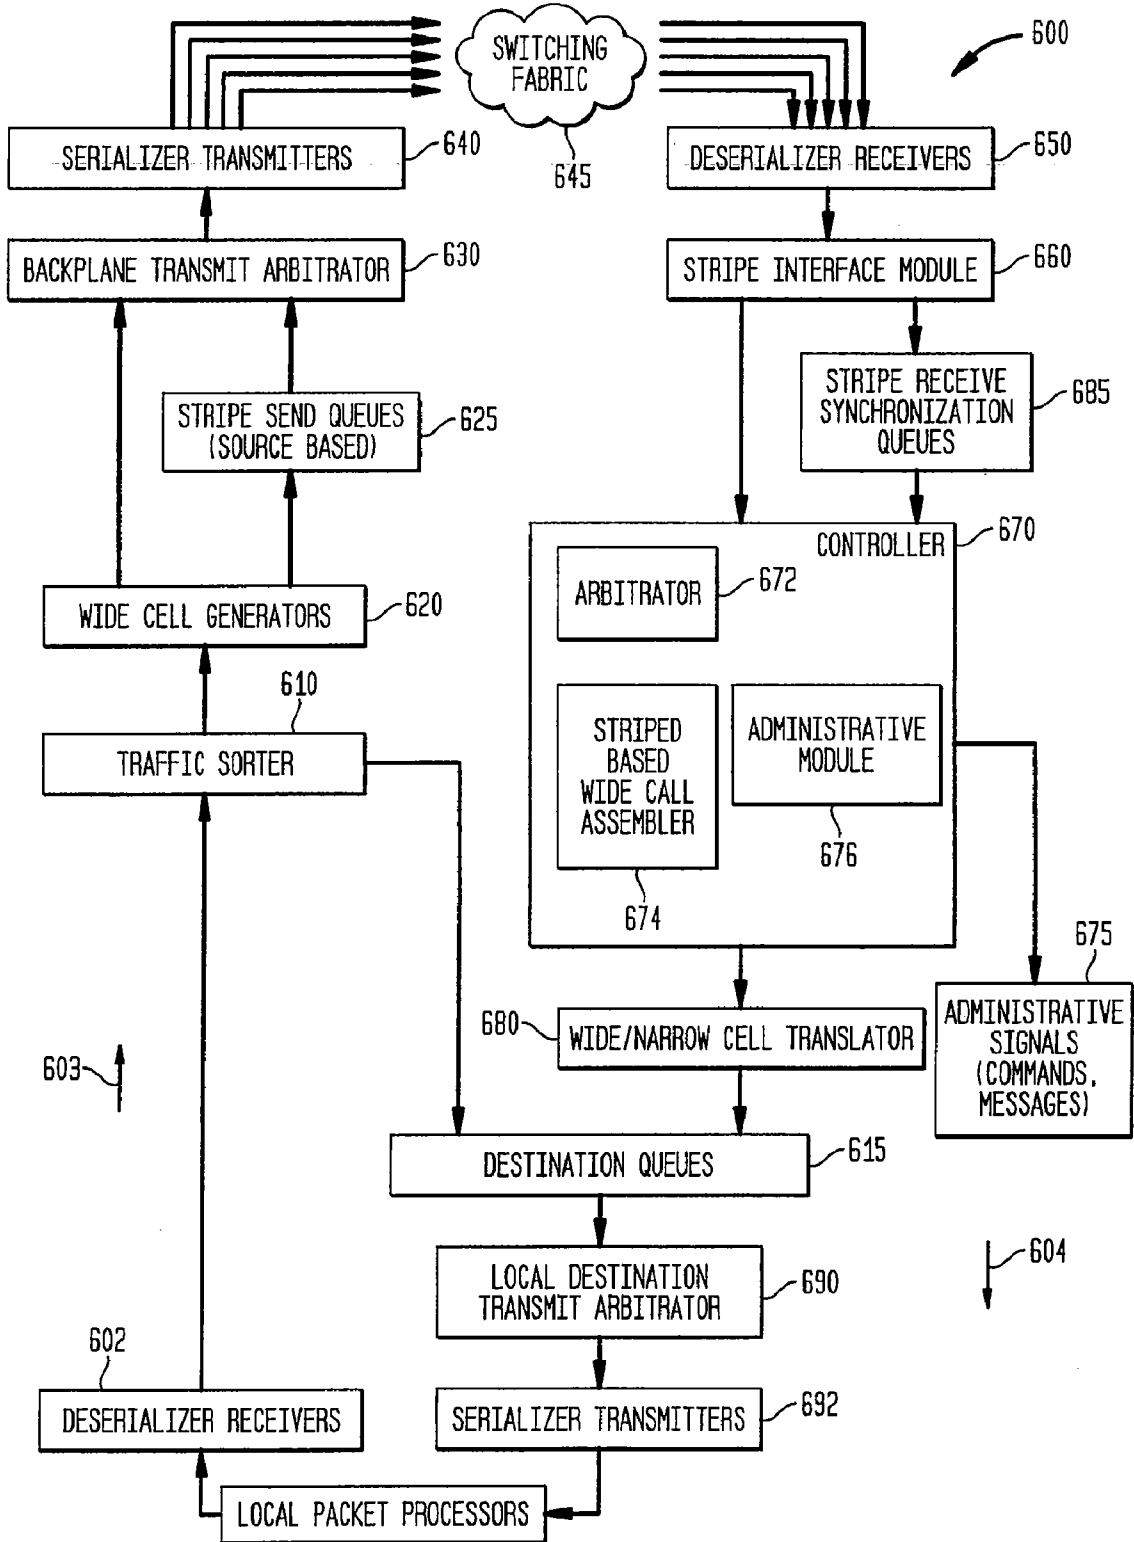 SWITCHING
FABRIC
600
645
SERIALIZER TRANSMITTERS
640
DESERIALIZER RECEIVERS
650
BACKPLANE TRANSMIT ARBITRATOR
630
STRIPE INTERFACE MODULE
660
STRIPE SEND QUEUES
(SOURCE BASED)
625
STRIPE RECEIVE
SYNCHRONIZATION
QUEUES
685
CONTROLLER
670
ARBITRATOR
672
WIDE CELL GENERATORS
620
610
TRAFFIC SORTER
STRIPED
BASED
WIDE CALL
ASSEMBLER
674
ADMINISTRATIVE
MODULE
676
675
ADMINISTRATIVE
SIGNALS
(COMMANDS,
MESSAGES)
680
WIDE/NARROW CELL TRANSLATOR
603
DESTINATION QUEUES
615
LOCAL DESTINATION
TRANSMIT ARBITRATOR
690
604
602
DESERIALIZER RECEIVERS
SERIALIZER TRANSMITTERS
692
LOCAL PACKET PROCESSORS